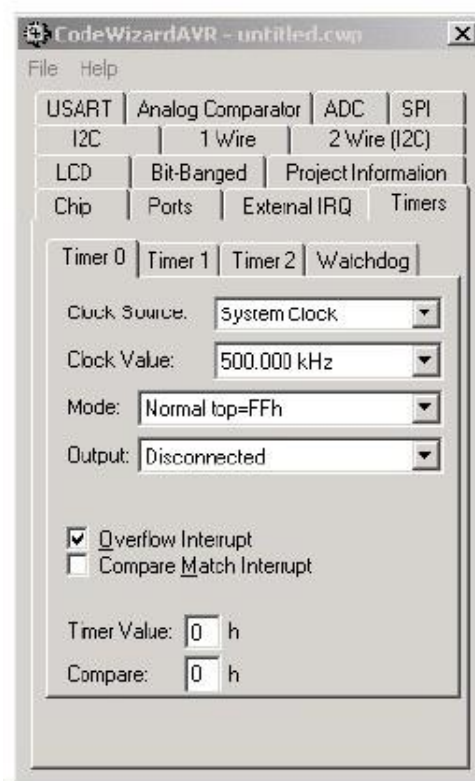 CodeWizardAVR - untitled.cwp
File Help
USART Analog Comparator ADC SPI
I2C 1 Wire 2 Wire (I2C)
LCD Bit-Banged Project Information
Chip Ports External IRQ Timers
Timer 0 Timer 1 Timer 2 Watchdog
Clock Source: System Clock
Clock Value: 500.000 kHz
Mode: Normal top=FFh
Output: Disconnected
Overflow Interrupt
Compare Match Interrupt
Timer Value: 0 h
Compare: 0 h